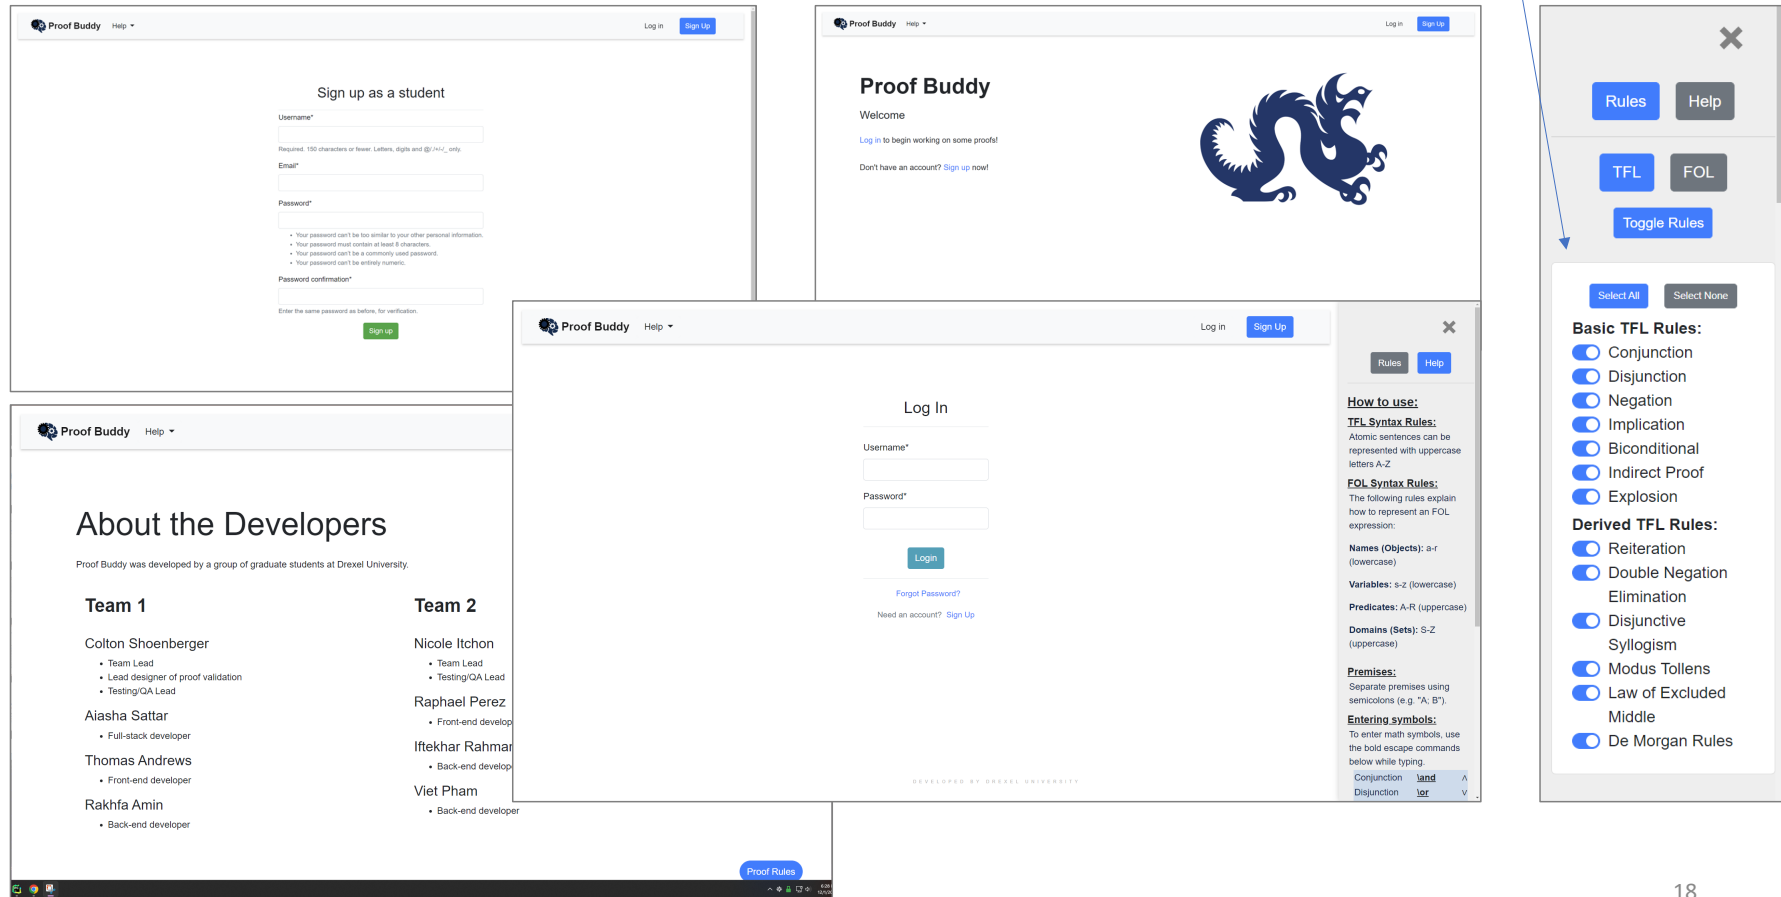 Proof Buddy Help
Log in Sign Up
Sign up as a student
Username*
Required. 150 characters or fewer. Letters, digits and @/./+/-/_ only.
Email*
Password*
• Your password can't be too similar to your other personal information.
• Your password must contain at least 8 characters.
• Your password can't be a commonly used password.
• Your password can't be entirely numeric.
Password confirmation*
Enter the same password as before, for verification.
Sign up
Proof Buddy Help
Log in Sign Up
Proof Buddy
Welcome
Log in to begin working on some proofs!
Don't have an account? Sign up now!
Proof Buddy Help
About the Developers
Proof Buddy was developed by a group of graduate students at Drexel University.
Team 1
Colton Shoenberger
• Team Lead
• Lead designer of proof validation
• Testing/QA Lead
Aiasha Sattar
• Full-stack developer
Thomas Andrews
• Front-end developer
Rakhfa Amin
• Back-end developer
Team 2
Nicole Itchon
• Team Lead
• Testing/QA Lead
Raphael Perez
• Front-end develop
Iftekhar Rahmar
• Back-end develop
Viet Pham
• Back-end developer
Proof Rules
Proof Buddy Help
Log in Sign Up
Log In
Username*
Password*
Login
Forgot Password?
Need an account? Sign Up
DEVELOPED BY DREXEL UNIVERSITY
Rules Help
How to use:
TFL Syntax Rules:
Atomic sentences can be
represented with uppercase
letters A-Z
FOL Syntax Rules:
The following rules explain
how to represent an FOL
expression:
Names (Objects): a-r
(lowercase)
Variables: s-z (lowercase)
Predicates: A-R (uppercase)
Domains (Sets): S-Z
(uppercase)
Premises:
Separate premises using
semicolons (e.g. "A; B").
Entering symbols:
To enter math symbols, use
the bold escape commands
below while typing.
Conjunction \and ∧
Disjunction \or ∨
Rules Help
TFL FOL
Toggle Rules
Select All Select None
Basic TFL Rules:
Conjunction
Disjunction
Negation
Implication
Biconditional
Indirect Proof
Explosion
Derived TFL Rules:
Reiteration
Double Negation
Elimination
Disjunctive
Syllogism
Modus Tollens
Law of Excluded
Middle
De Morgan Rules
18